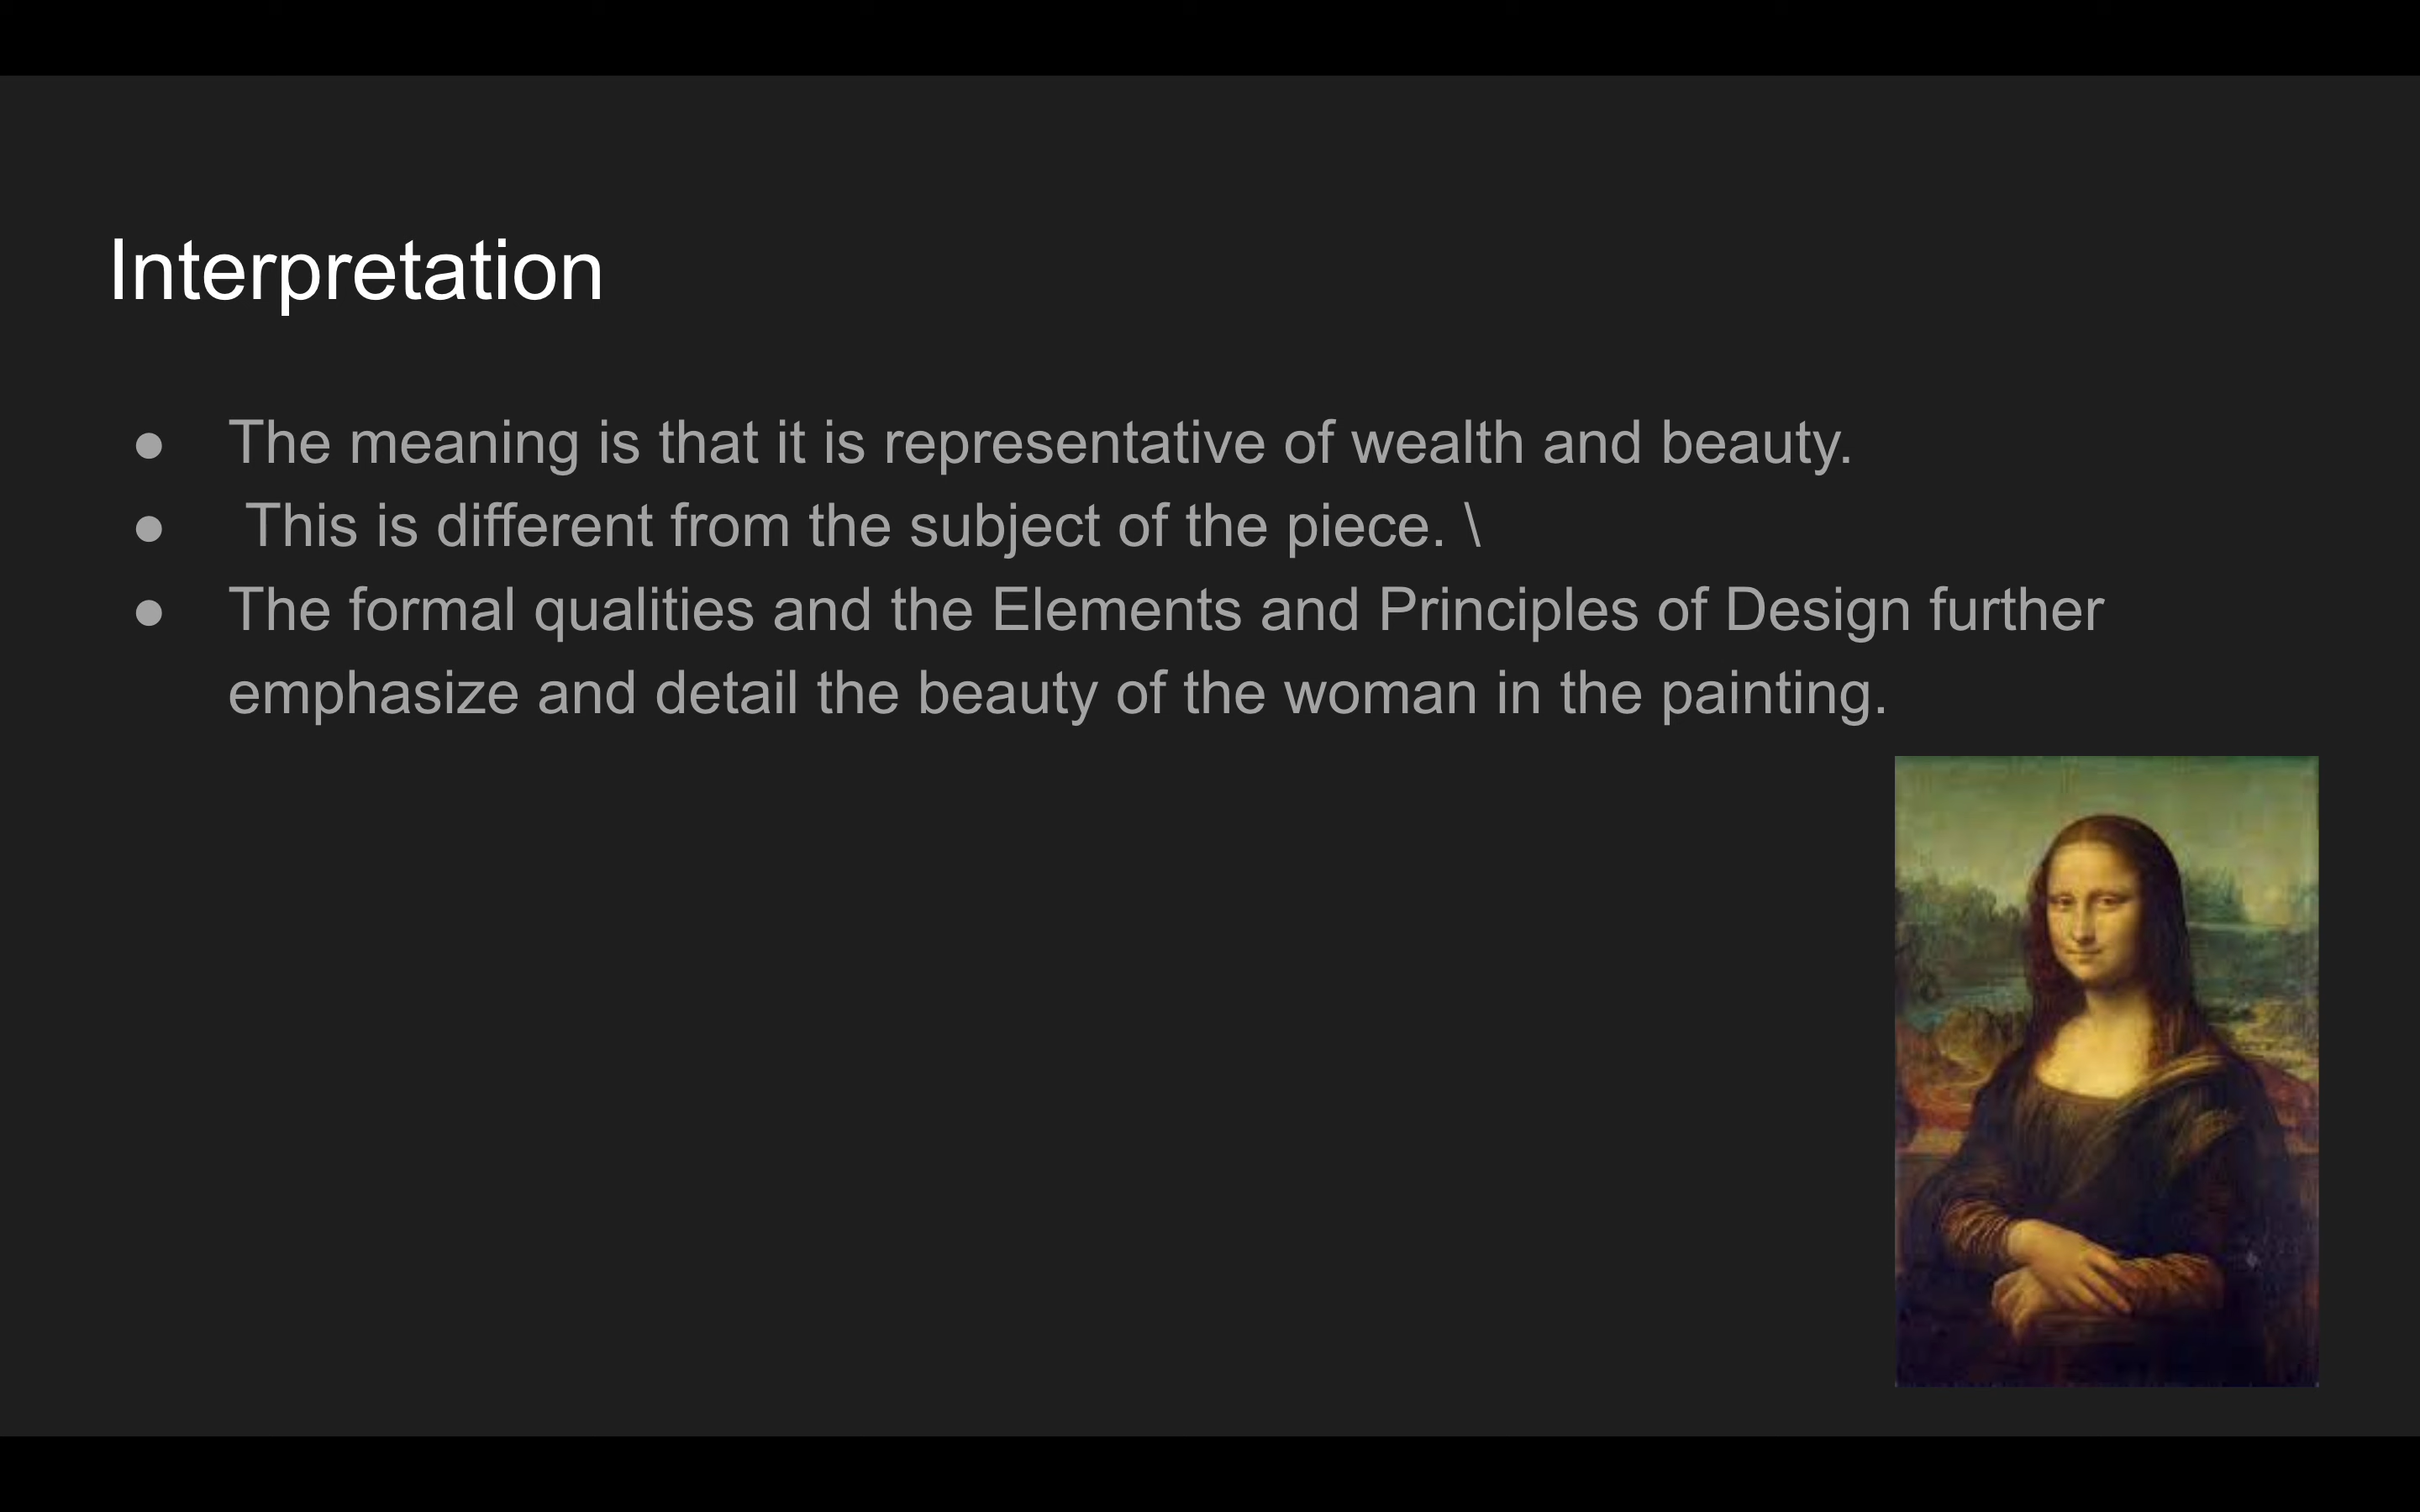 Interpretation
● The meaning is that it is representative of wealth and beauty.
● This is different from the subject of the piece. \
● The formal qualities and the Elements and Principles of Design further
emphasize and detail the beauty of the woman in the painting.